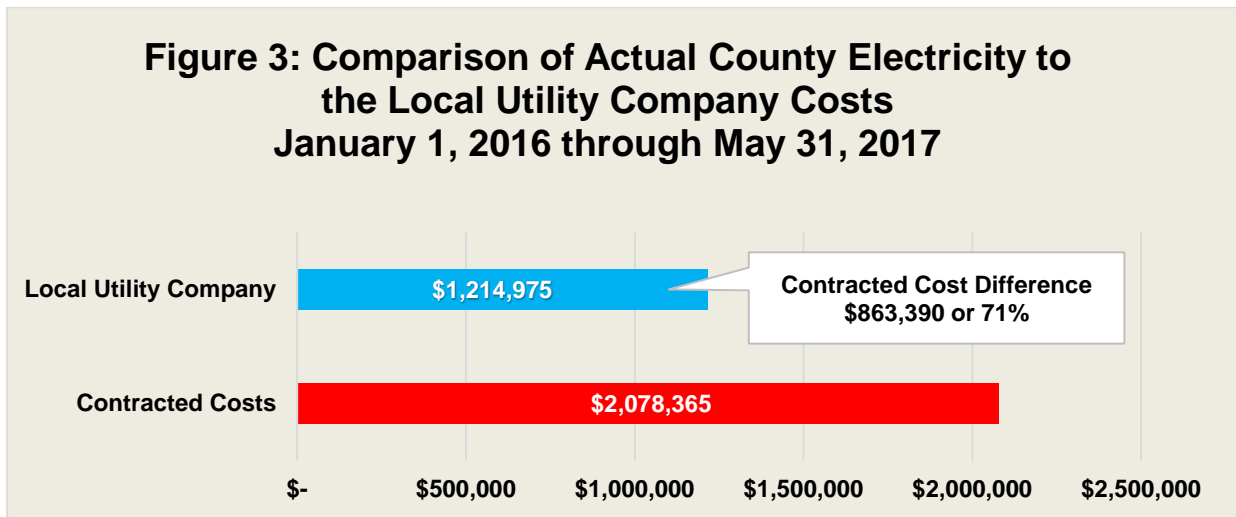 Figure 3: Comparison of Actual County Electricity to
the Local Utility Company Costs
January 1, 2016 through May 31, 2017
Local Utility Company
$1,214,975
Contracted Cost Difference
$863,390 or 71%
Contracted Costs
$2,078,365
$-
$500,000
$1,000,000
$1,500,000
$2,000,000
$2,500,000